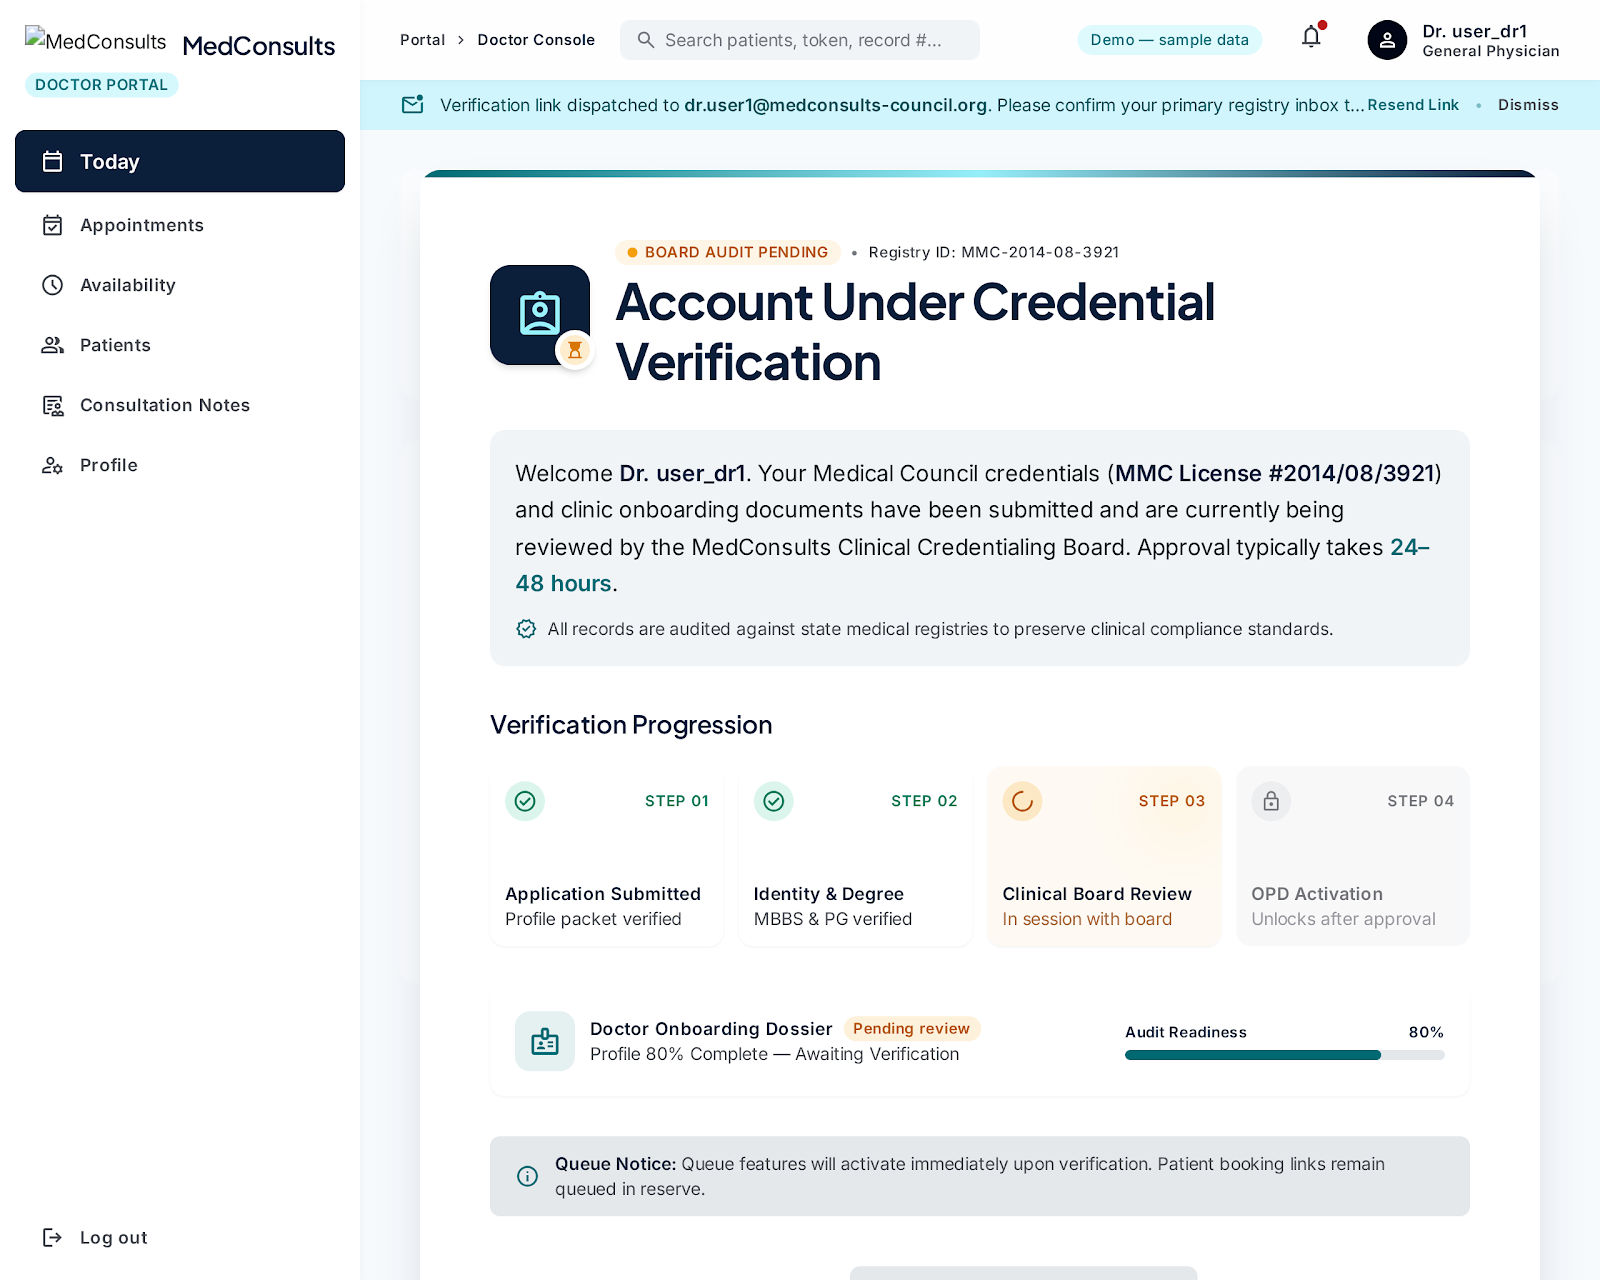 MedConsults MedConsults
DOCTOR PORTAL
Today
Appointments
Availability
Patients
Consultation Notes
Profile
Log out
Portal > Doctor Console
Search patients, token, record #...
Demo — sample data
Dr. user_dr1
General Physician
Verification link dispatched to dr.user1@medconsults-council.org. Please confirm your primary registry inbox t... Resend Link • Dismiss
BOARD AUDIT PENDING • Registry ID: MMC-2014-08-3921
Account Under Credential
Verification
Welcome Dr. user_dr1. Your Medical Council credentials (MMC License #2014/08/3921)
and clinic onboarding documents have been submitted and are currently being
reviewed by the MedConsults Clinical Credentialing Board. Approval typically takes 24–
48 hours.
All records are audited against state medical registries to preserve clinical compliance standards.
Verification Progression
STEP 01
Application Submitted
Profile packet verified
STEP 02
Identity & Degree
MBBS & PG verified
STEP 03
Clinical Board Review
In session with board
STEP 04
OPD Activation
Unlocks after approval
Doctor Onboarding Dossier Pending review
Profile 80% Complete — Awaiting Verification
Audit Readiness 80%
Queue Notice: Queue features will activate immediately upon verification. Patient booking links remain
queued in reserve.